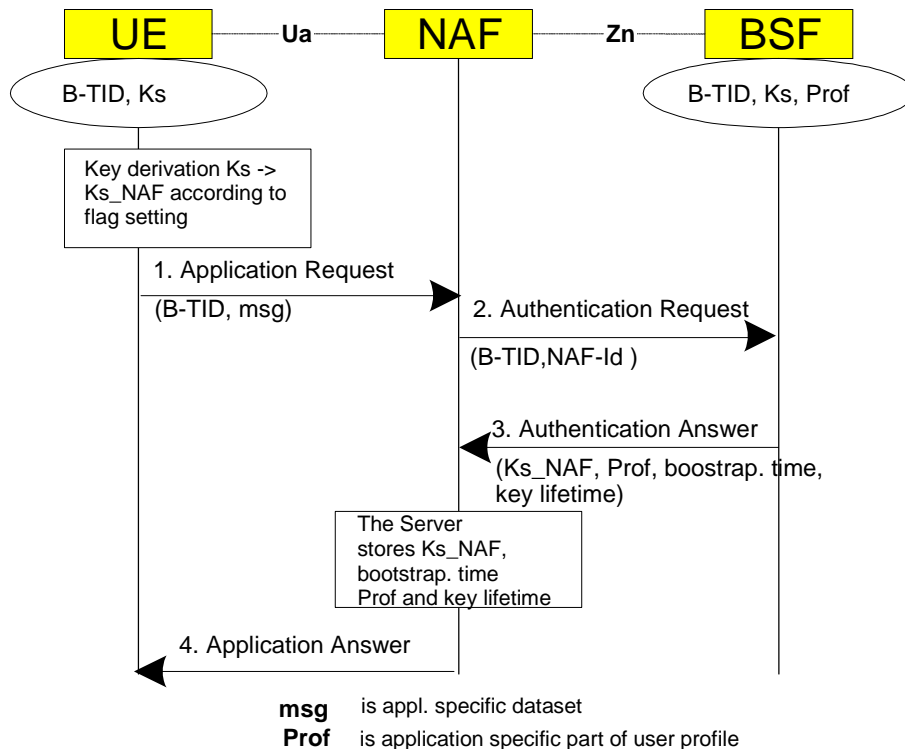 UE Ua NAF Zn BSF
B-TID, Ks
B-TID, Ks, Prof
Key derivation Ks ->
Ks_NAF according to
flag setting
1. Application Request
(B-TID, msg)
2. Authentication Request
(B-TID,NAF-Id )
3. Authentication Answer
(Ks_NAF, Prof, boostrap. time,
key lifetime)
The Server
stores Ks_NAF,
bootstrap. time
Prof and key lifetime
4. Application Answer
msg is appl. specific dataset
Prof is application specific part of user profile